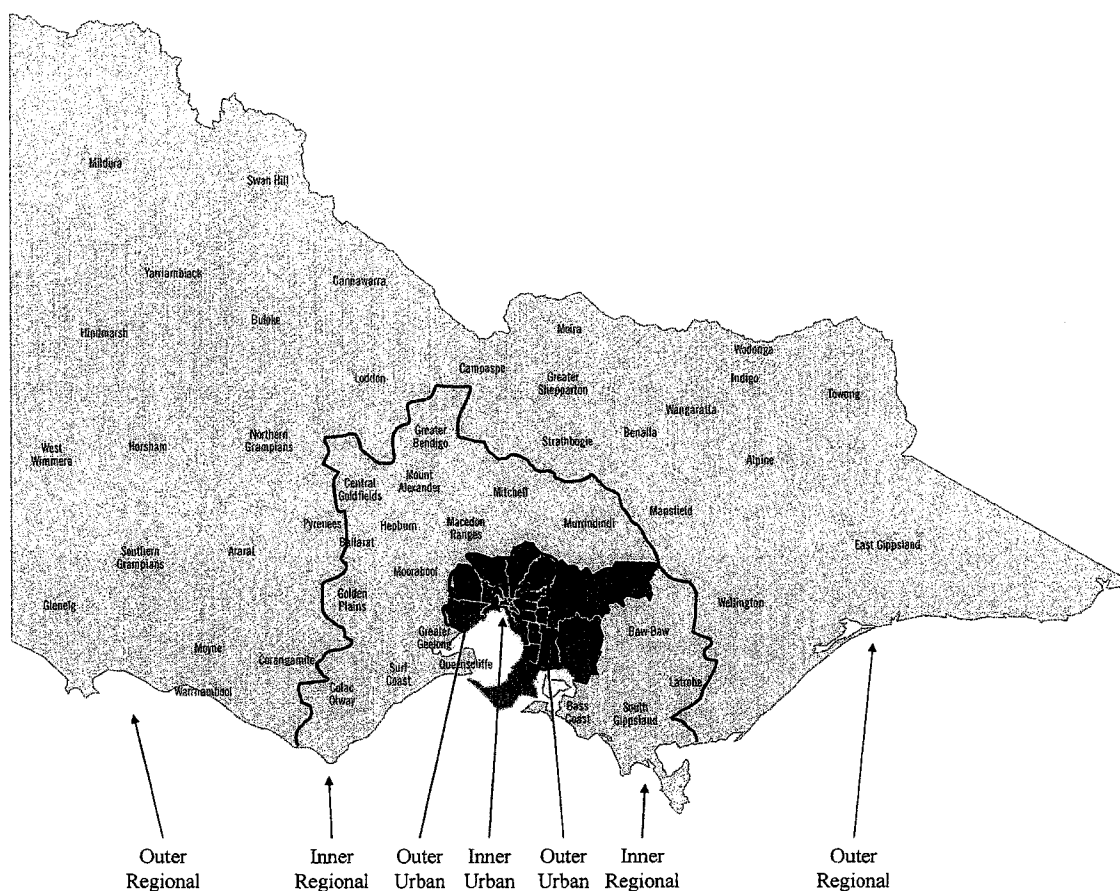 Mildura
Swan Hill
Yarriambiack
Gannawarra
Hindmarsh
Buloke
Moira
Wodonga
Campaspe
Loddon
Greater
Shepparton
Indigo
Towong
Wangaratta
Greater
Bendigo
Northern
Grampians
Strathbogie
Benalla
West
Wimmera
Horsham
Alpine
Mount
Alexander
Central
Goldfields
Mitchell
Mansfield
Pyrenees
Hepburn
Macedon
Ranges
Murrindindi
Ballarat
Southern
Grampians
Ararat
East Gippsland
Moorabool
Golden
Plains
Glenelg
Wellington
Baw Baw
Greater
Geelong
Moyne
Corangamite
Surf
Coast
Queenscliffe
Latrobe
Warrnambool
Colac
Otway
Bass
Coast
South
Gippsland
Outer
Regional
Inner
Regional
Outer
Urban
Inner
Urban
Outer
Urban
Inner
Regional
Outer
Regional